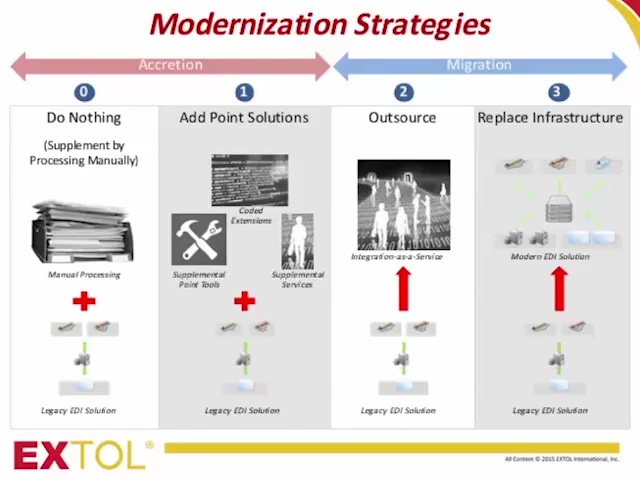 Modernization Strategies
Accretion
Migration
0
1
2
3
Do Nothing
(Supplement by
Processing Manually)
Manual Processing
Legacy EDI Solution
Add Point Solutions
Coded
Extensions
Supplemental
Point Tools
Supplemental
Services
Legacy EDI Solution
Outsource
Integration-as-a-Service
Legacy EDI Solution
Replace Infrastructure
Modern EDI Solution
Legacy EDI Solution
EXTOL®
All Content © 2015 EXTOL International, Inc.